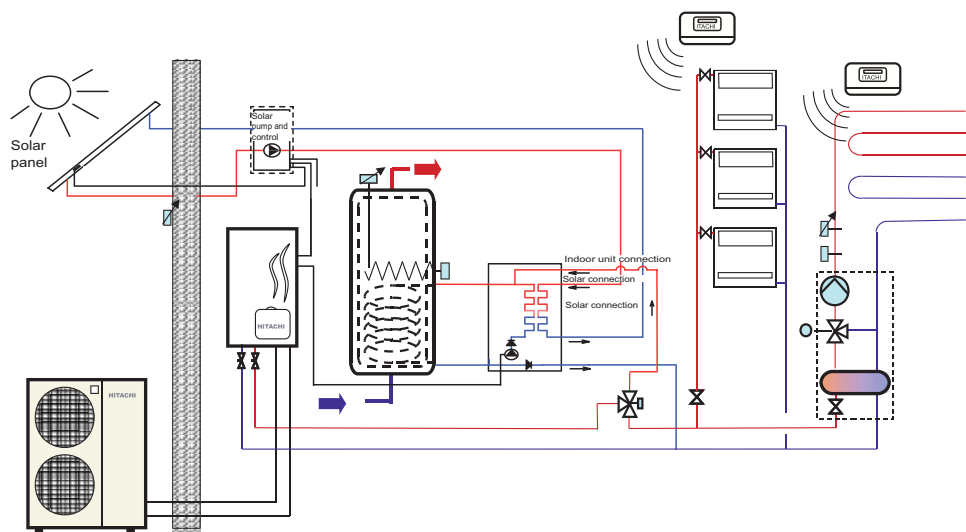 ITACHI
ITACHI
Solar
pump and
control
Solar
panel
Indoor unit connection
Solar connection
Solar connection
HITACHI
HITACHI